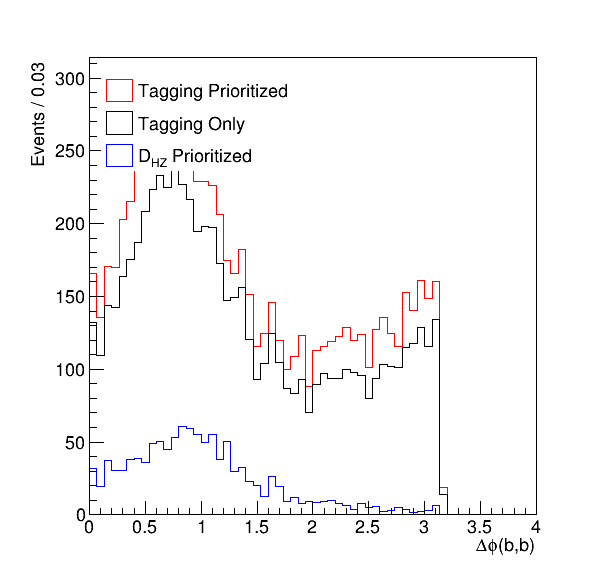 Events / 0.03
300
250
200
150
100
50
0
Tagging Prioritized
Tagging Only
D_HZ Prioritized
0 0.5 1 1.5 2 2.5 3 3.5 4
Δϕ(b,b)